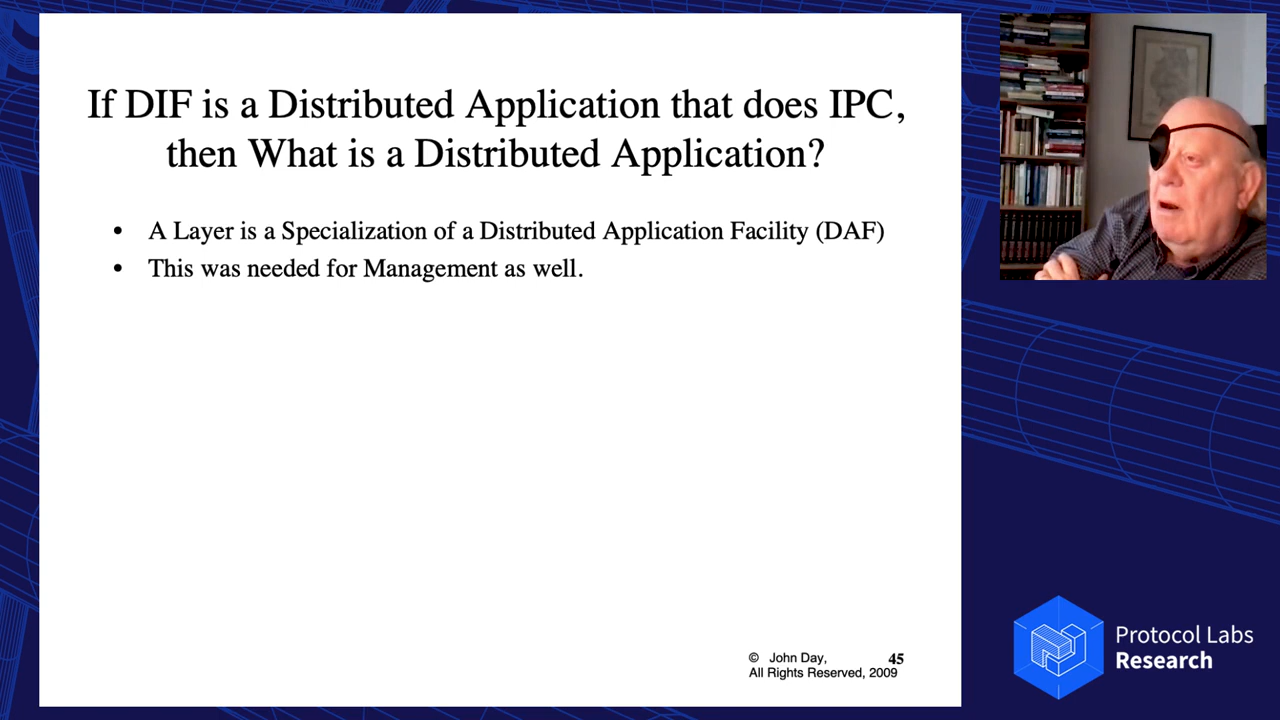 If DIF is a Distributed Application that does IPC,
then What is a Distributed Application?
• A Layer is a Specialization of a Distributed Application Facility (DAF)
• This was needed for Management as well.
© John Day,
All Rights Reserved, 2009
45
Protocol Labs
Research